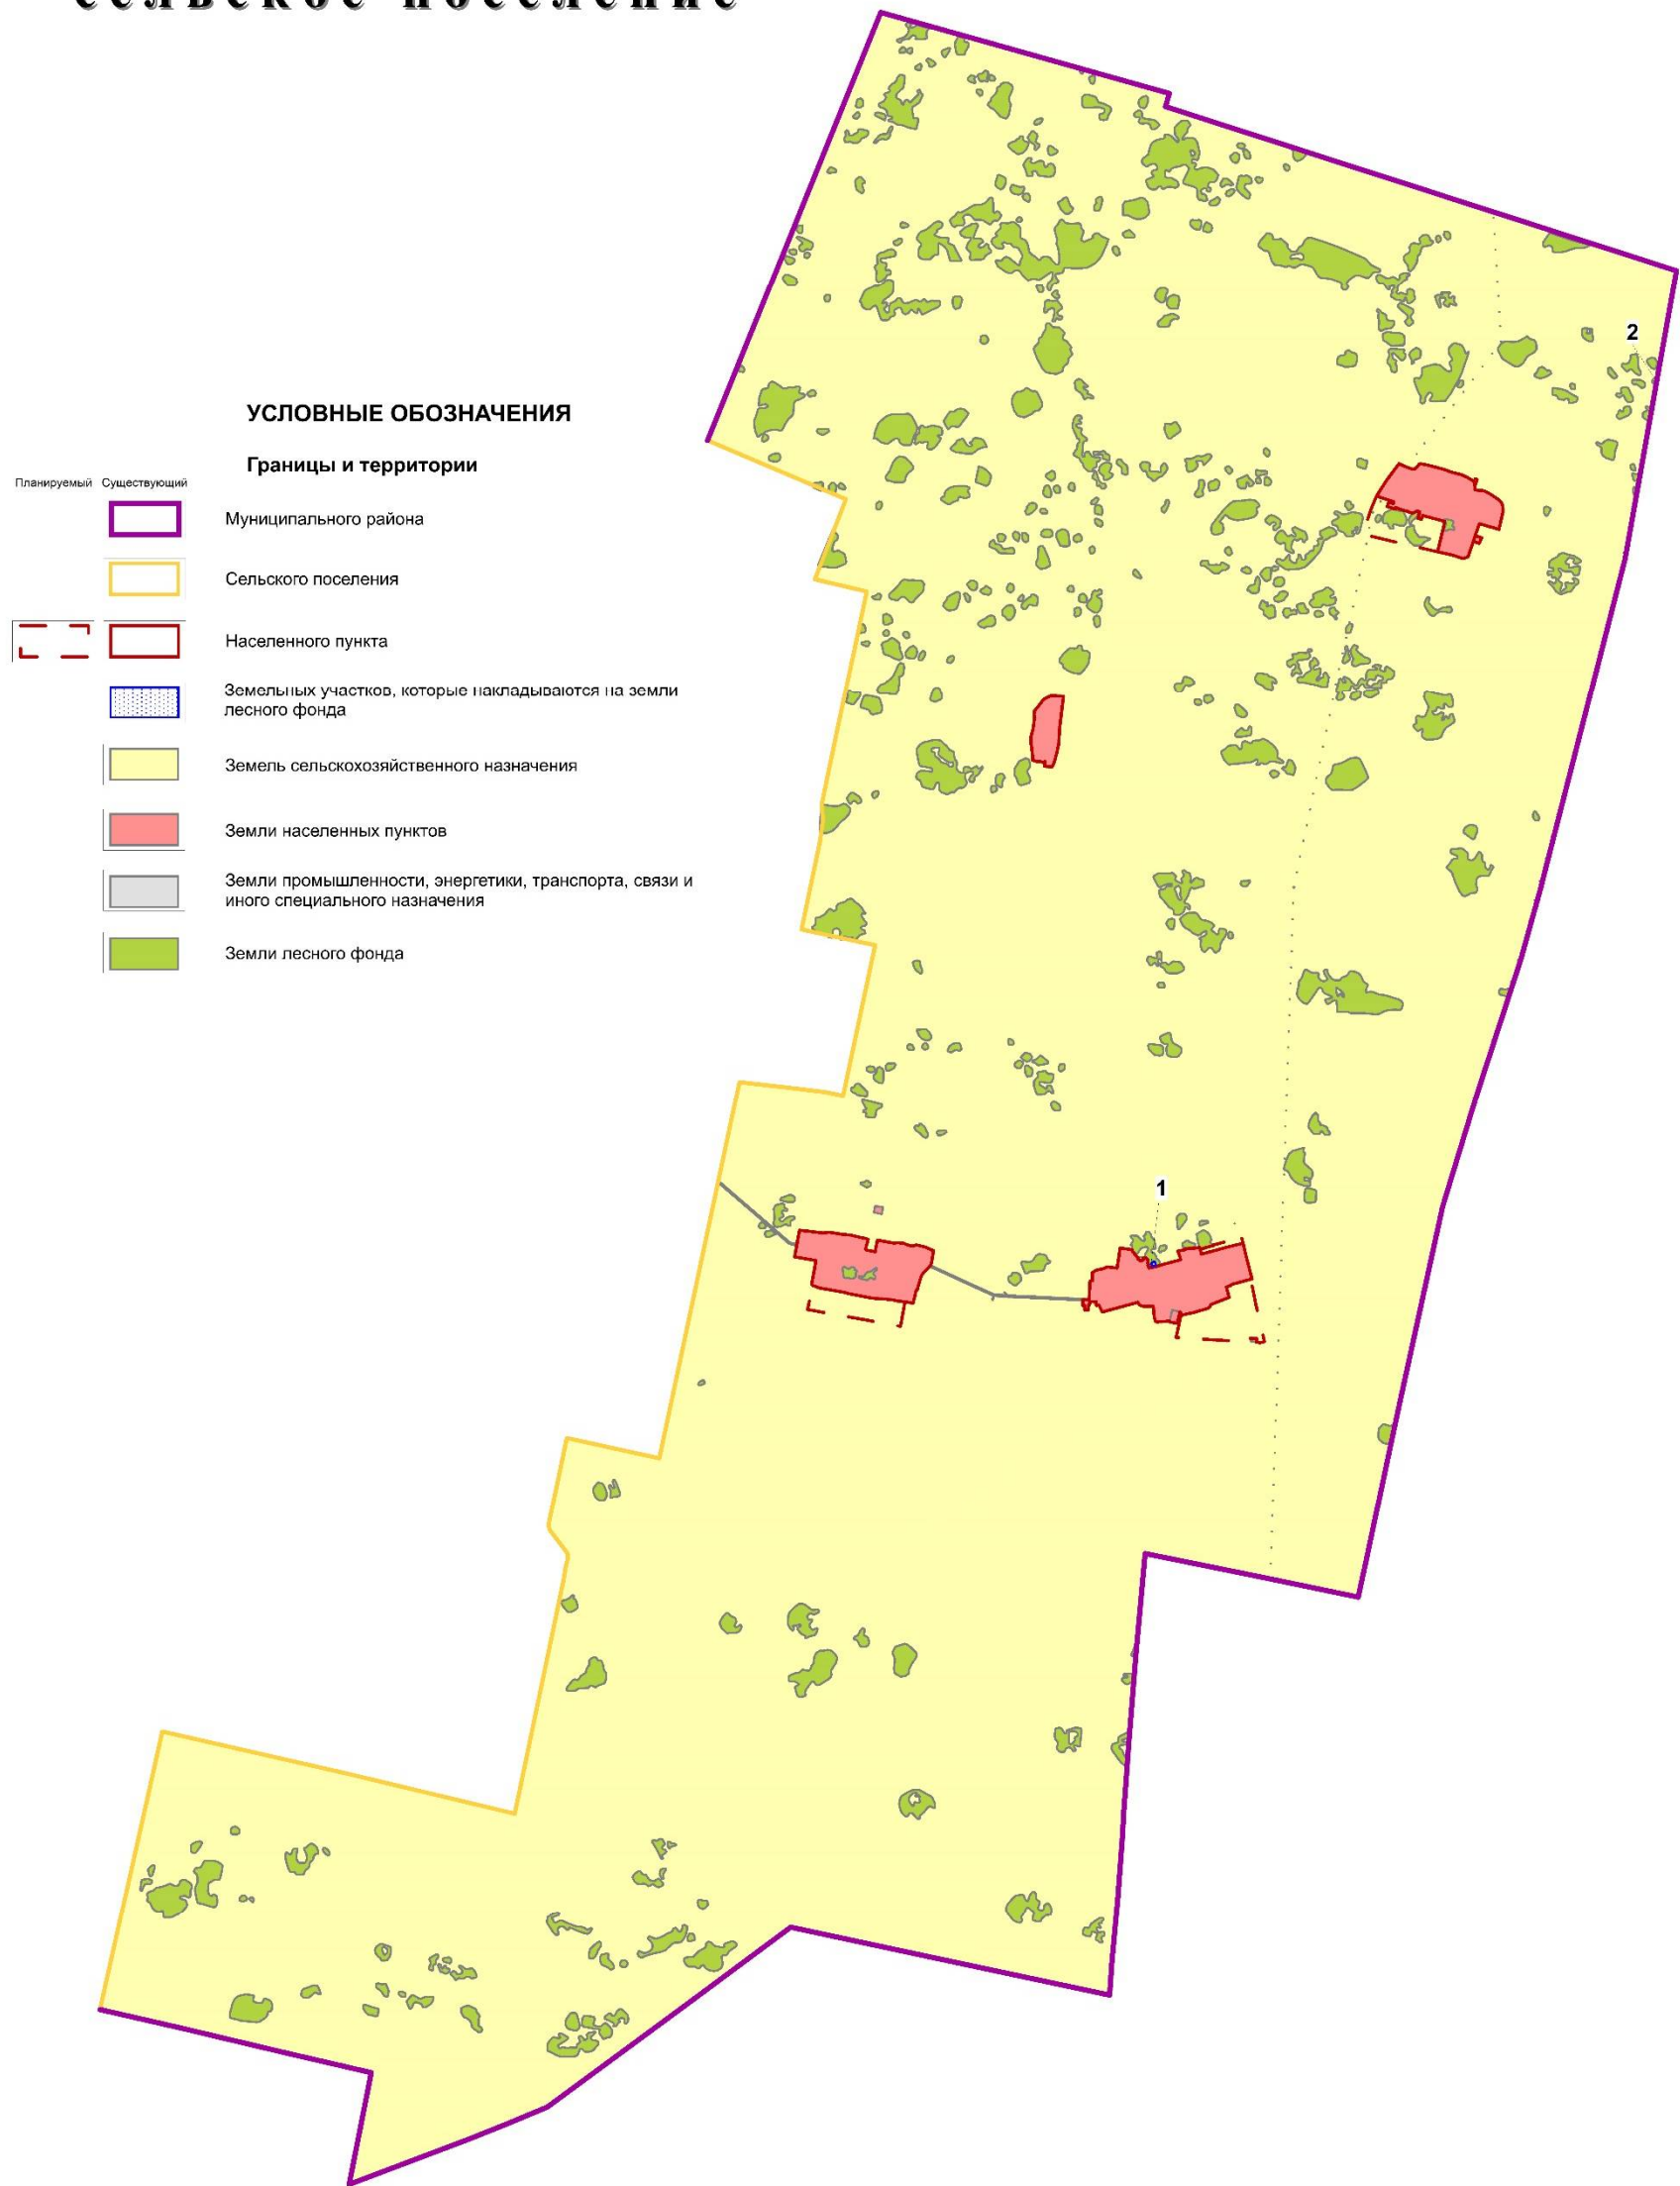 сельское поселение
2
УСЛОВНЫЕ ОБОЗНАЧЕНИЯ
Границы и территории
Планируемый Существующий
Муниципального района
Сельского поселения
Населенного пункта
Земельных участков, которые накладываются на земли
лесного фонда
Земель сельскохозяйственного назначения
Земли населенных пунктов
Земли промышленности, энергетики, транспорта, связи и
иного специального назначения
Земли лесного фонда
1